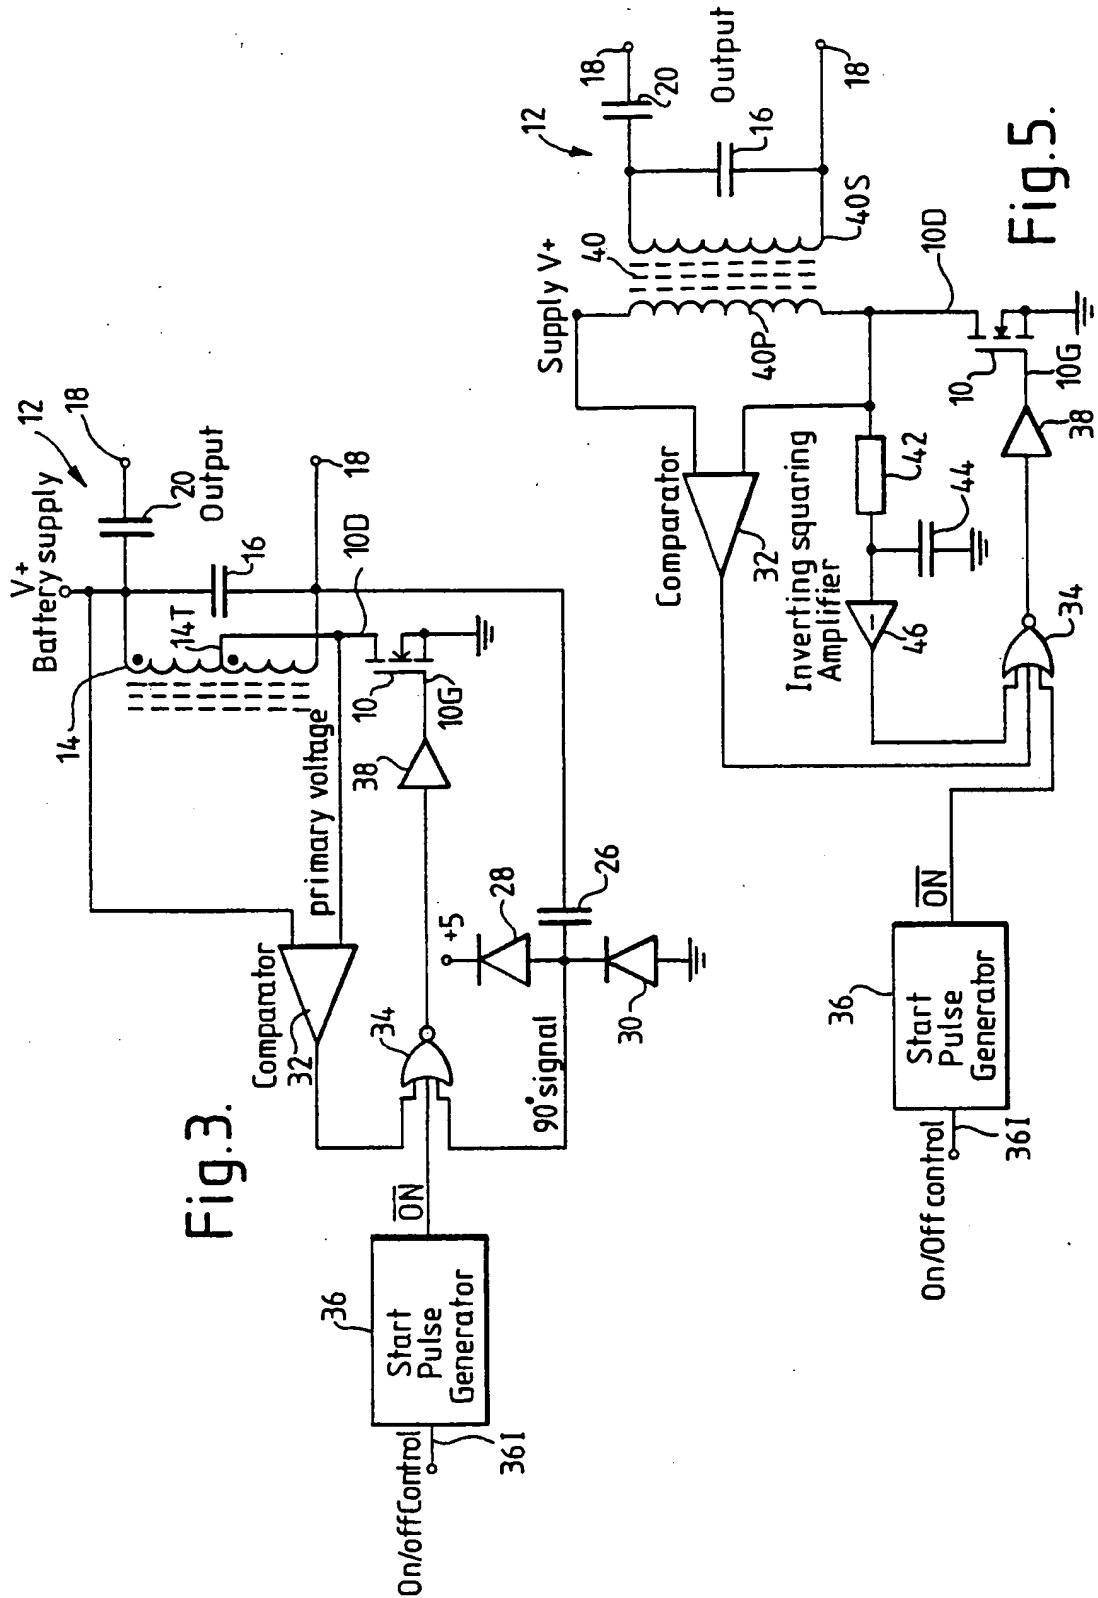 Fig.3.
On/off Control
36I
36
Start
Pulse
Generator
ON
Comparator
32
34
90° signal
30
28
+5
26
primary voltage
38
10
10G
10D
14
14T
V+
Battery supply
16
20
Output
18
18
12
Fig.5.
On/Off control
36I
36
Start
Pulse
Generator
ON
34
Comparator
32
Inverting squaring
Amplifier
46
44
42
38
10
10G
10D
Supply V+
40P
40
40S
16
20
Output
18
18
12